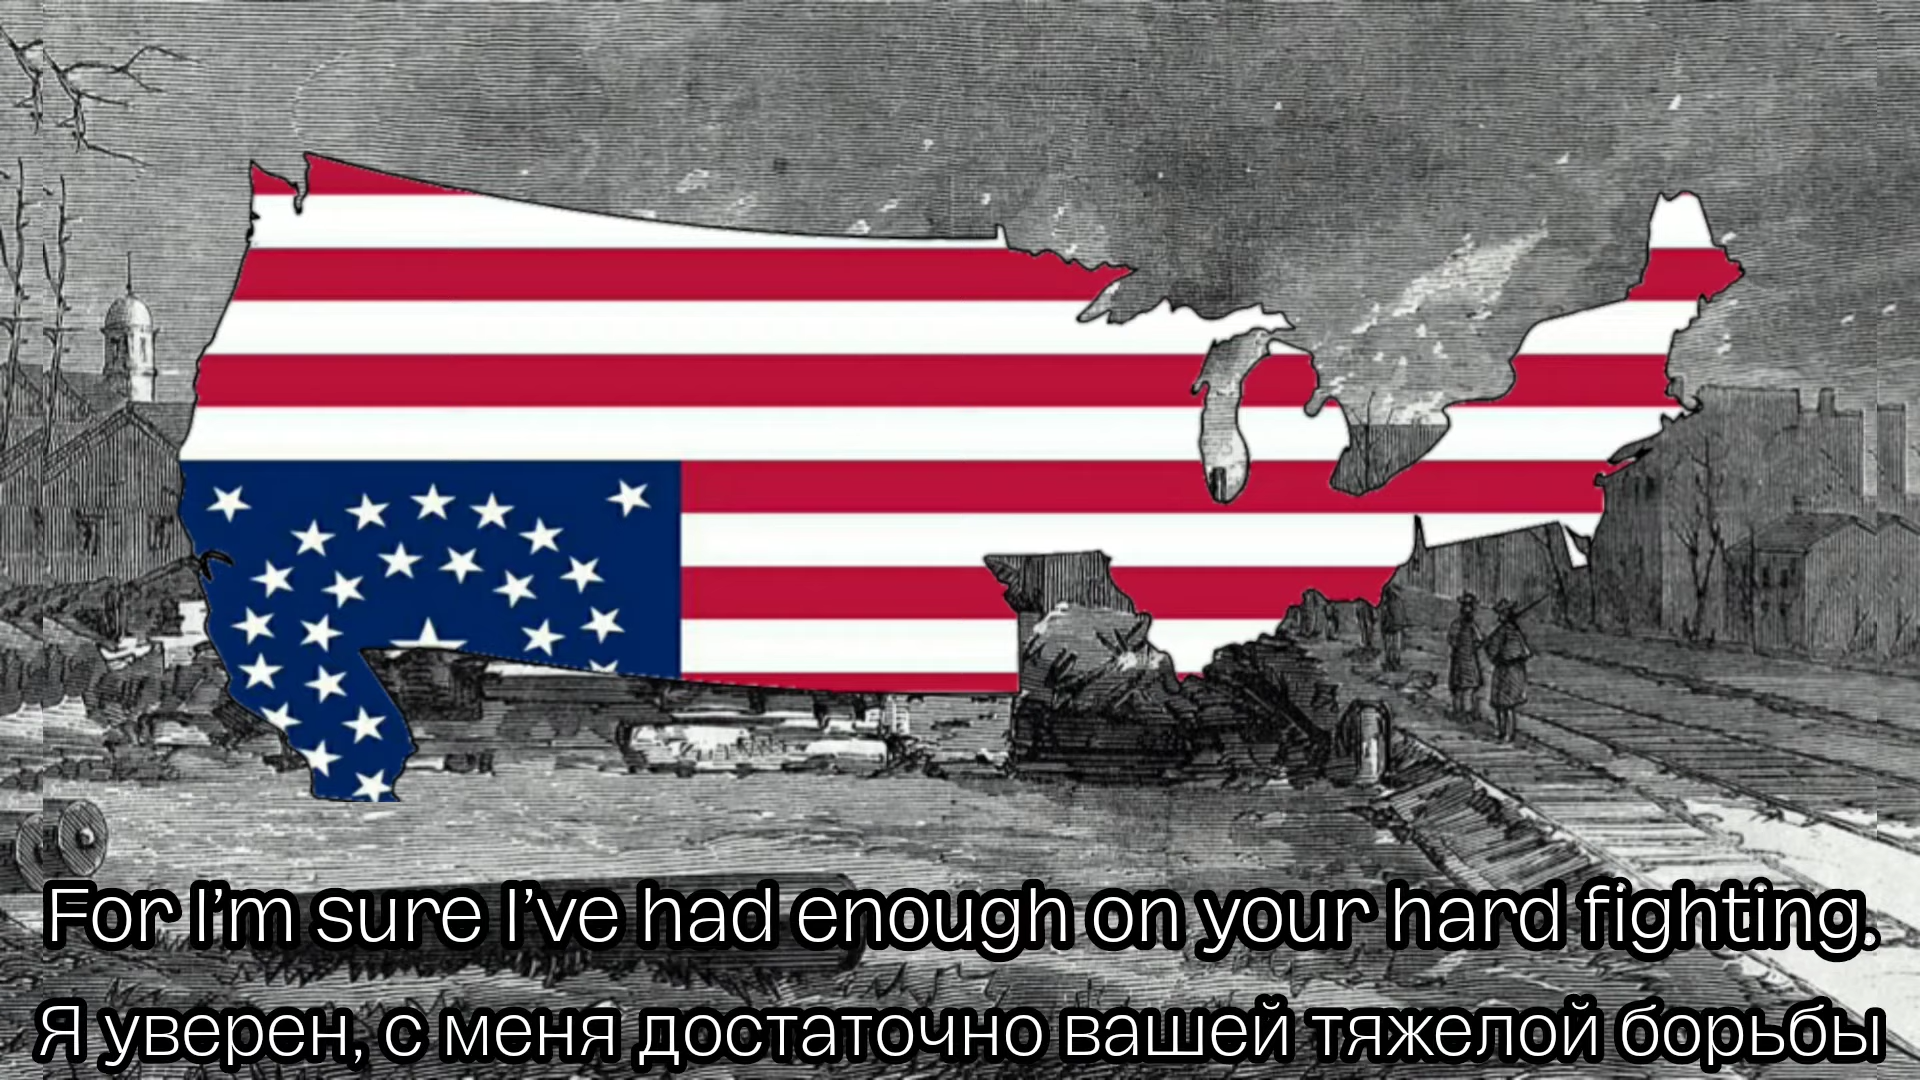 For I'm sure I've had enough on your hard fighting.
Я уверен, с меня достаточно вашей тяжелой борьбы